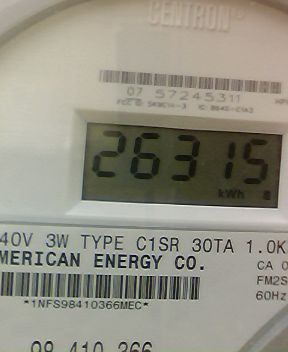 CENTRON
07 57245311
26315
kWh
40V 3W TYPE C1SR 30TA 1.0K
MERICAN ENERGY CO.
CA 0
FM2S
*1NFS98410366MEC*
60Hz
98 410 366